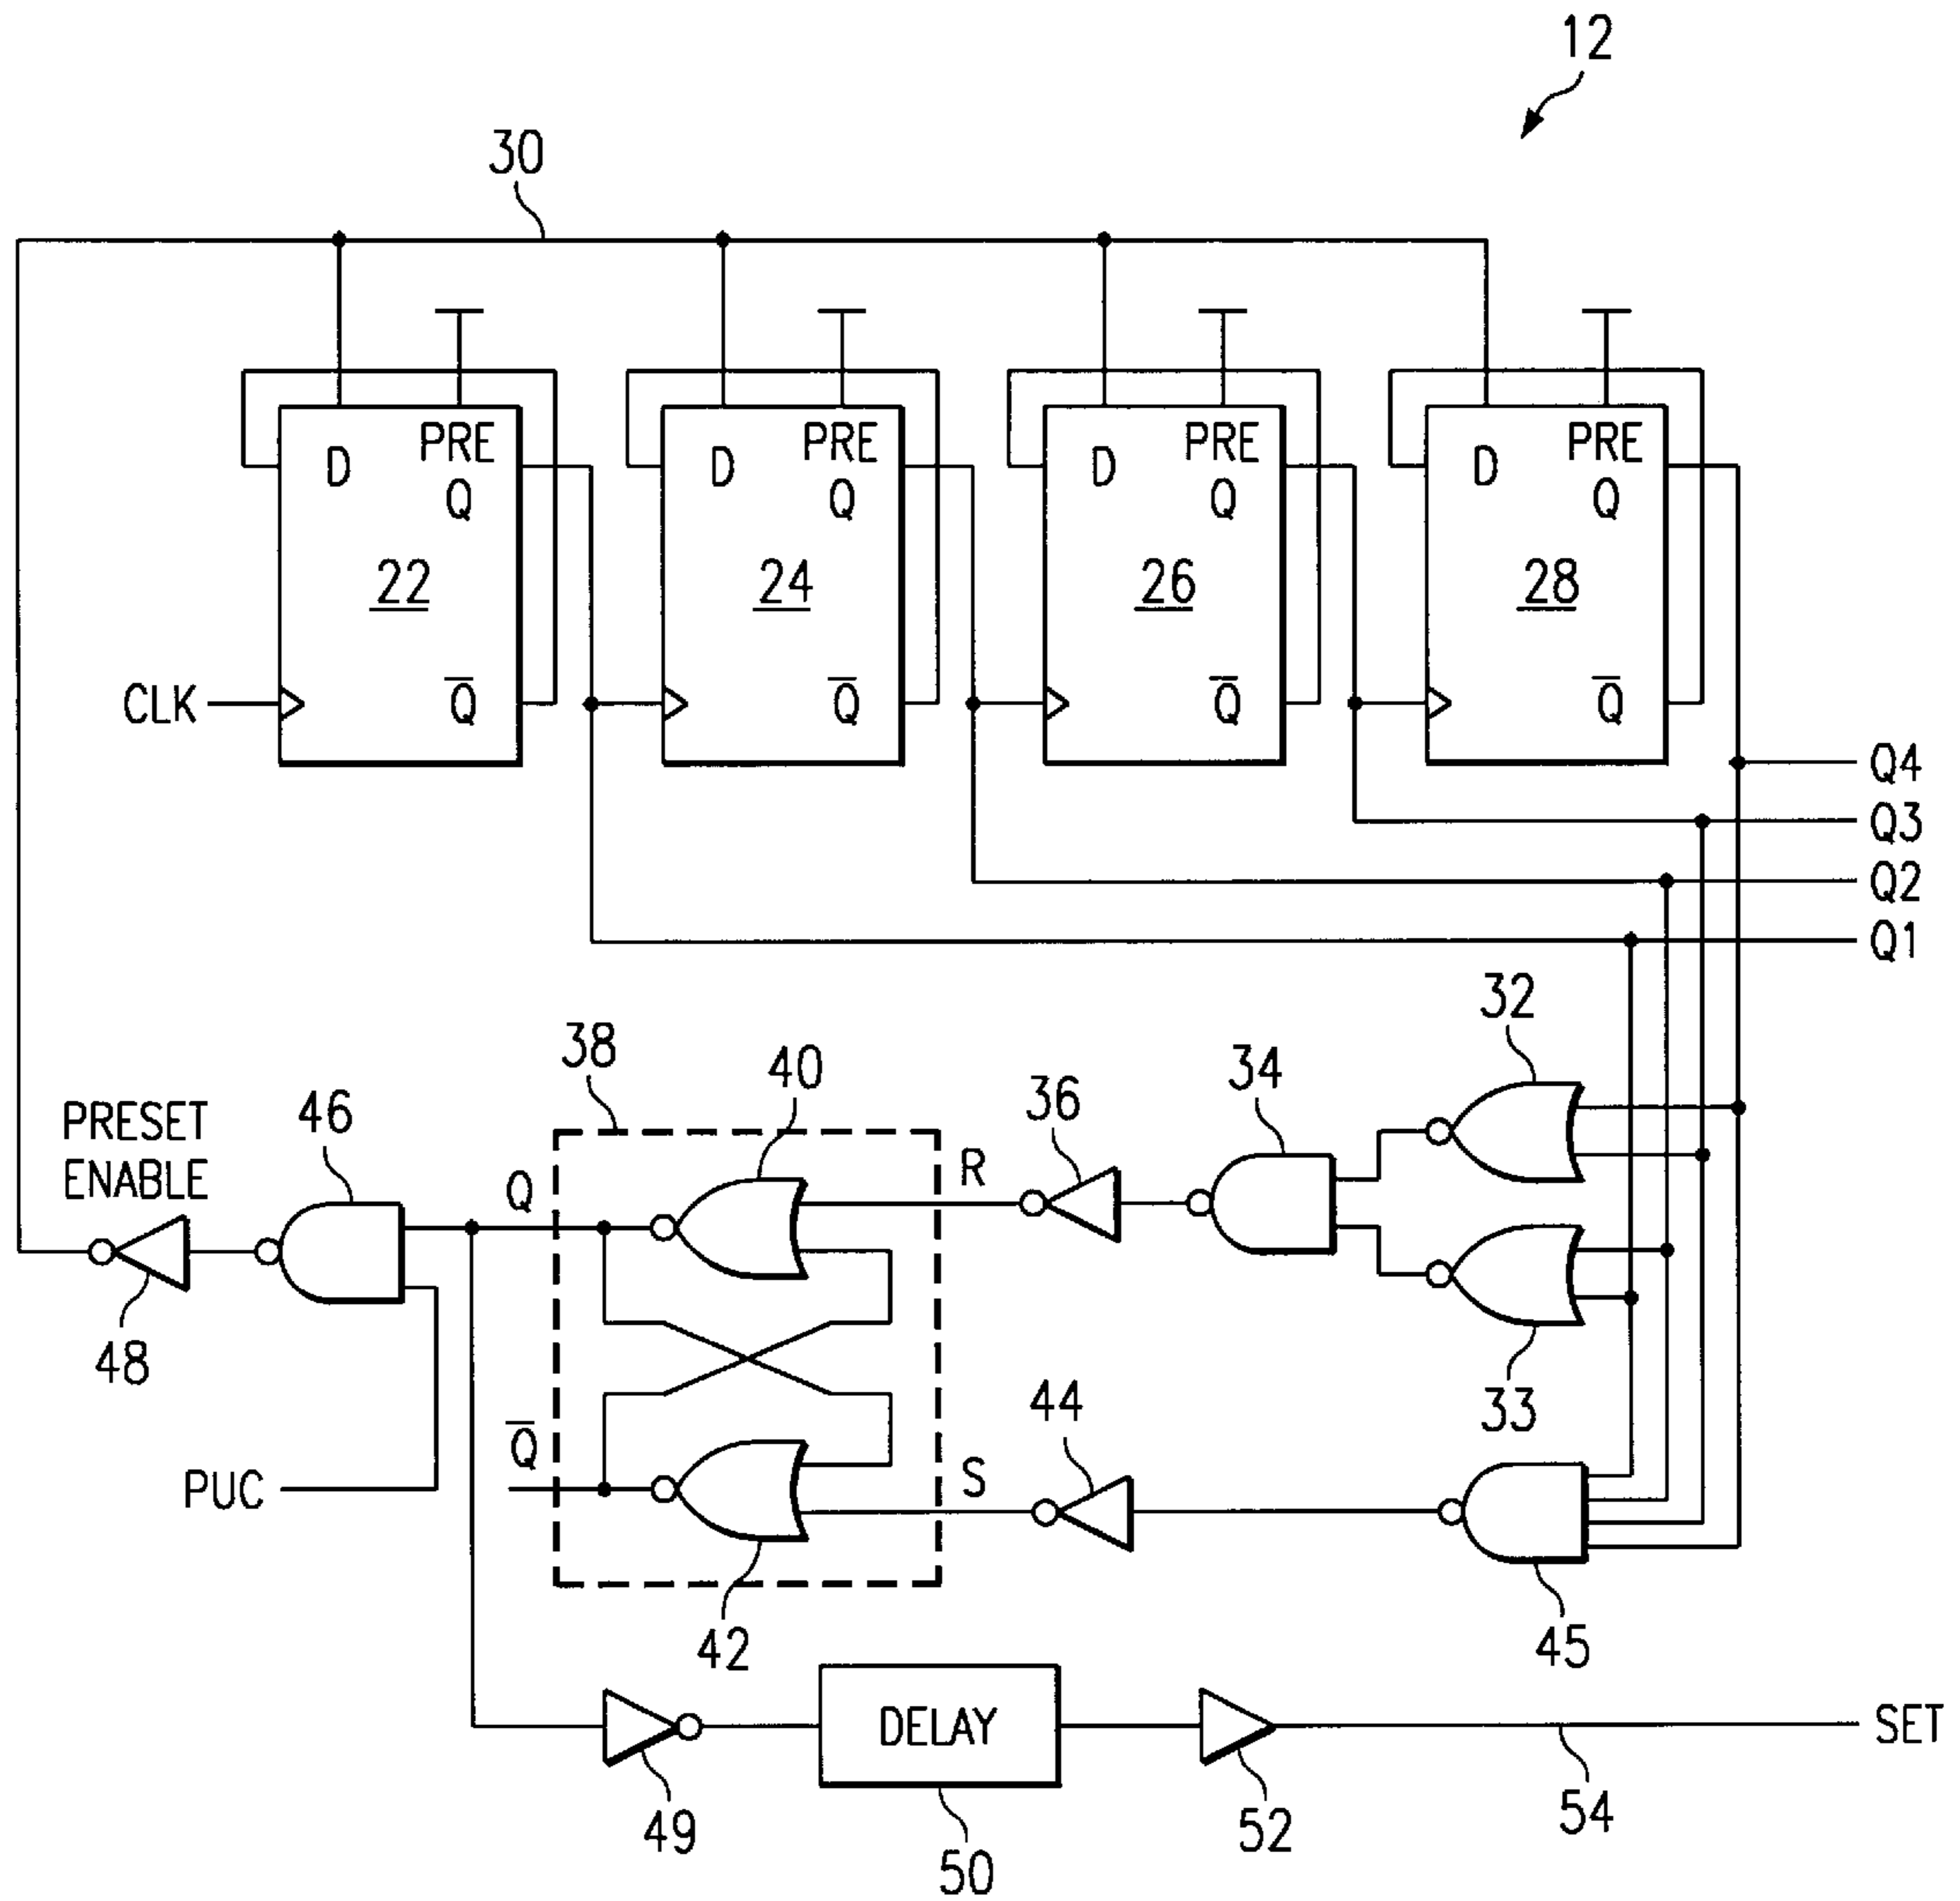 12
30
D PRE D PRE D PRE D PRE
Q Q Q Q
22 24 26 28
CLK Q̅ Q̅ Q̅ Q̅
Q4
Q3
Q2
Q1
32
38 40 36 34
PRESET 46
ENABLE Q R
48 33
44
Q̅ S
PUC
42 45
DELAY SET
49 50 52 54